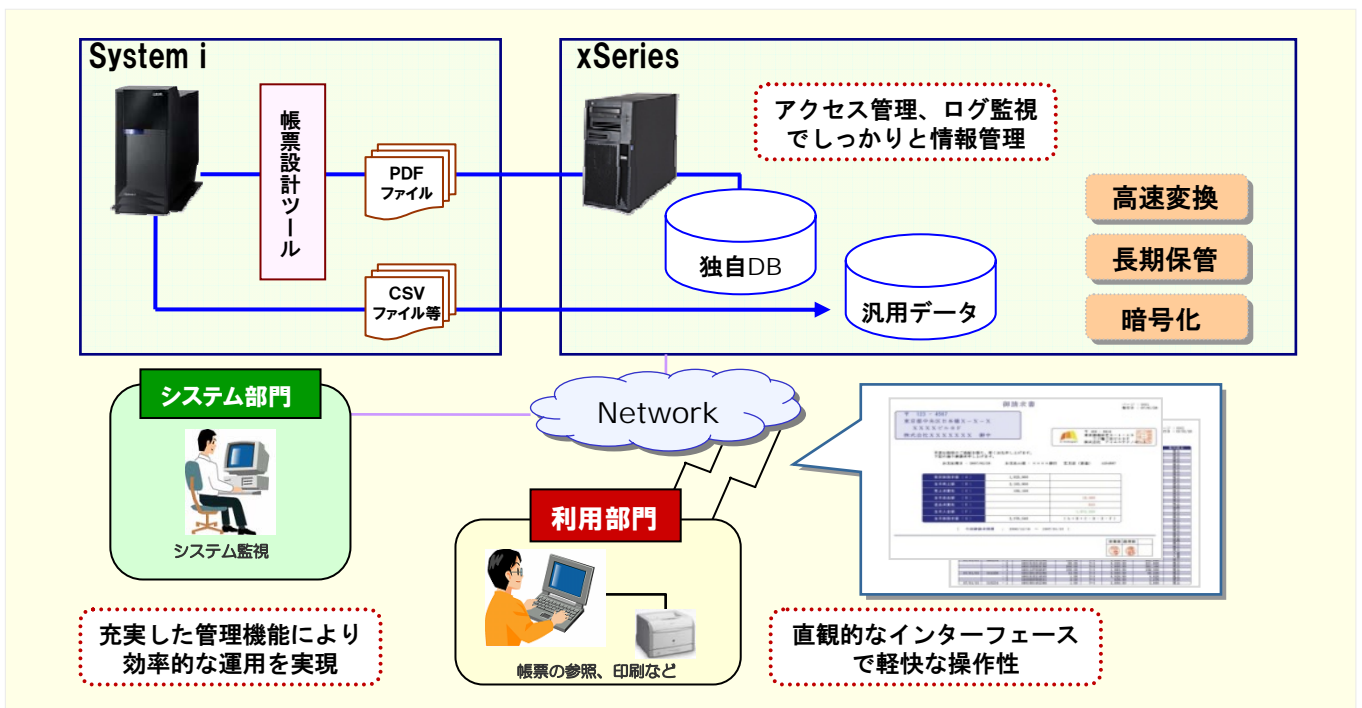 System i
xSeries
帳票設計ツール
PDF
ファイル
CSV
ファイル等
アクセス管理、ログ監視
でしっかりと情報管理
独自DB
汎用データ
高速変換
長期保管
暗号化
システム部門
システム監視
Network
利用部門
帳票の参照、印刷など
御請求書
充実した管理機能により
効率的な運用を実現
直観的なインターフェース
で軽快な操作性